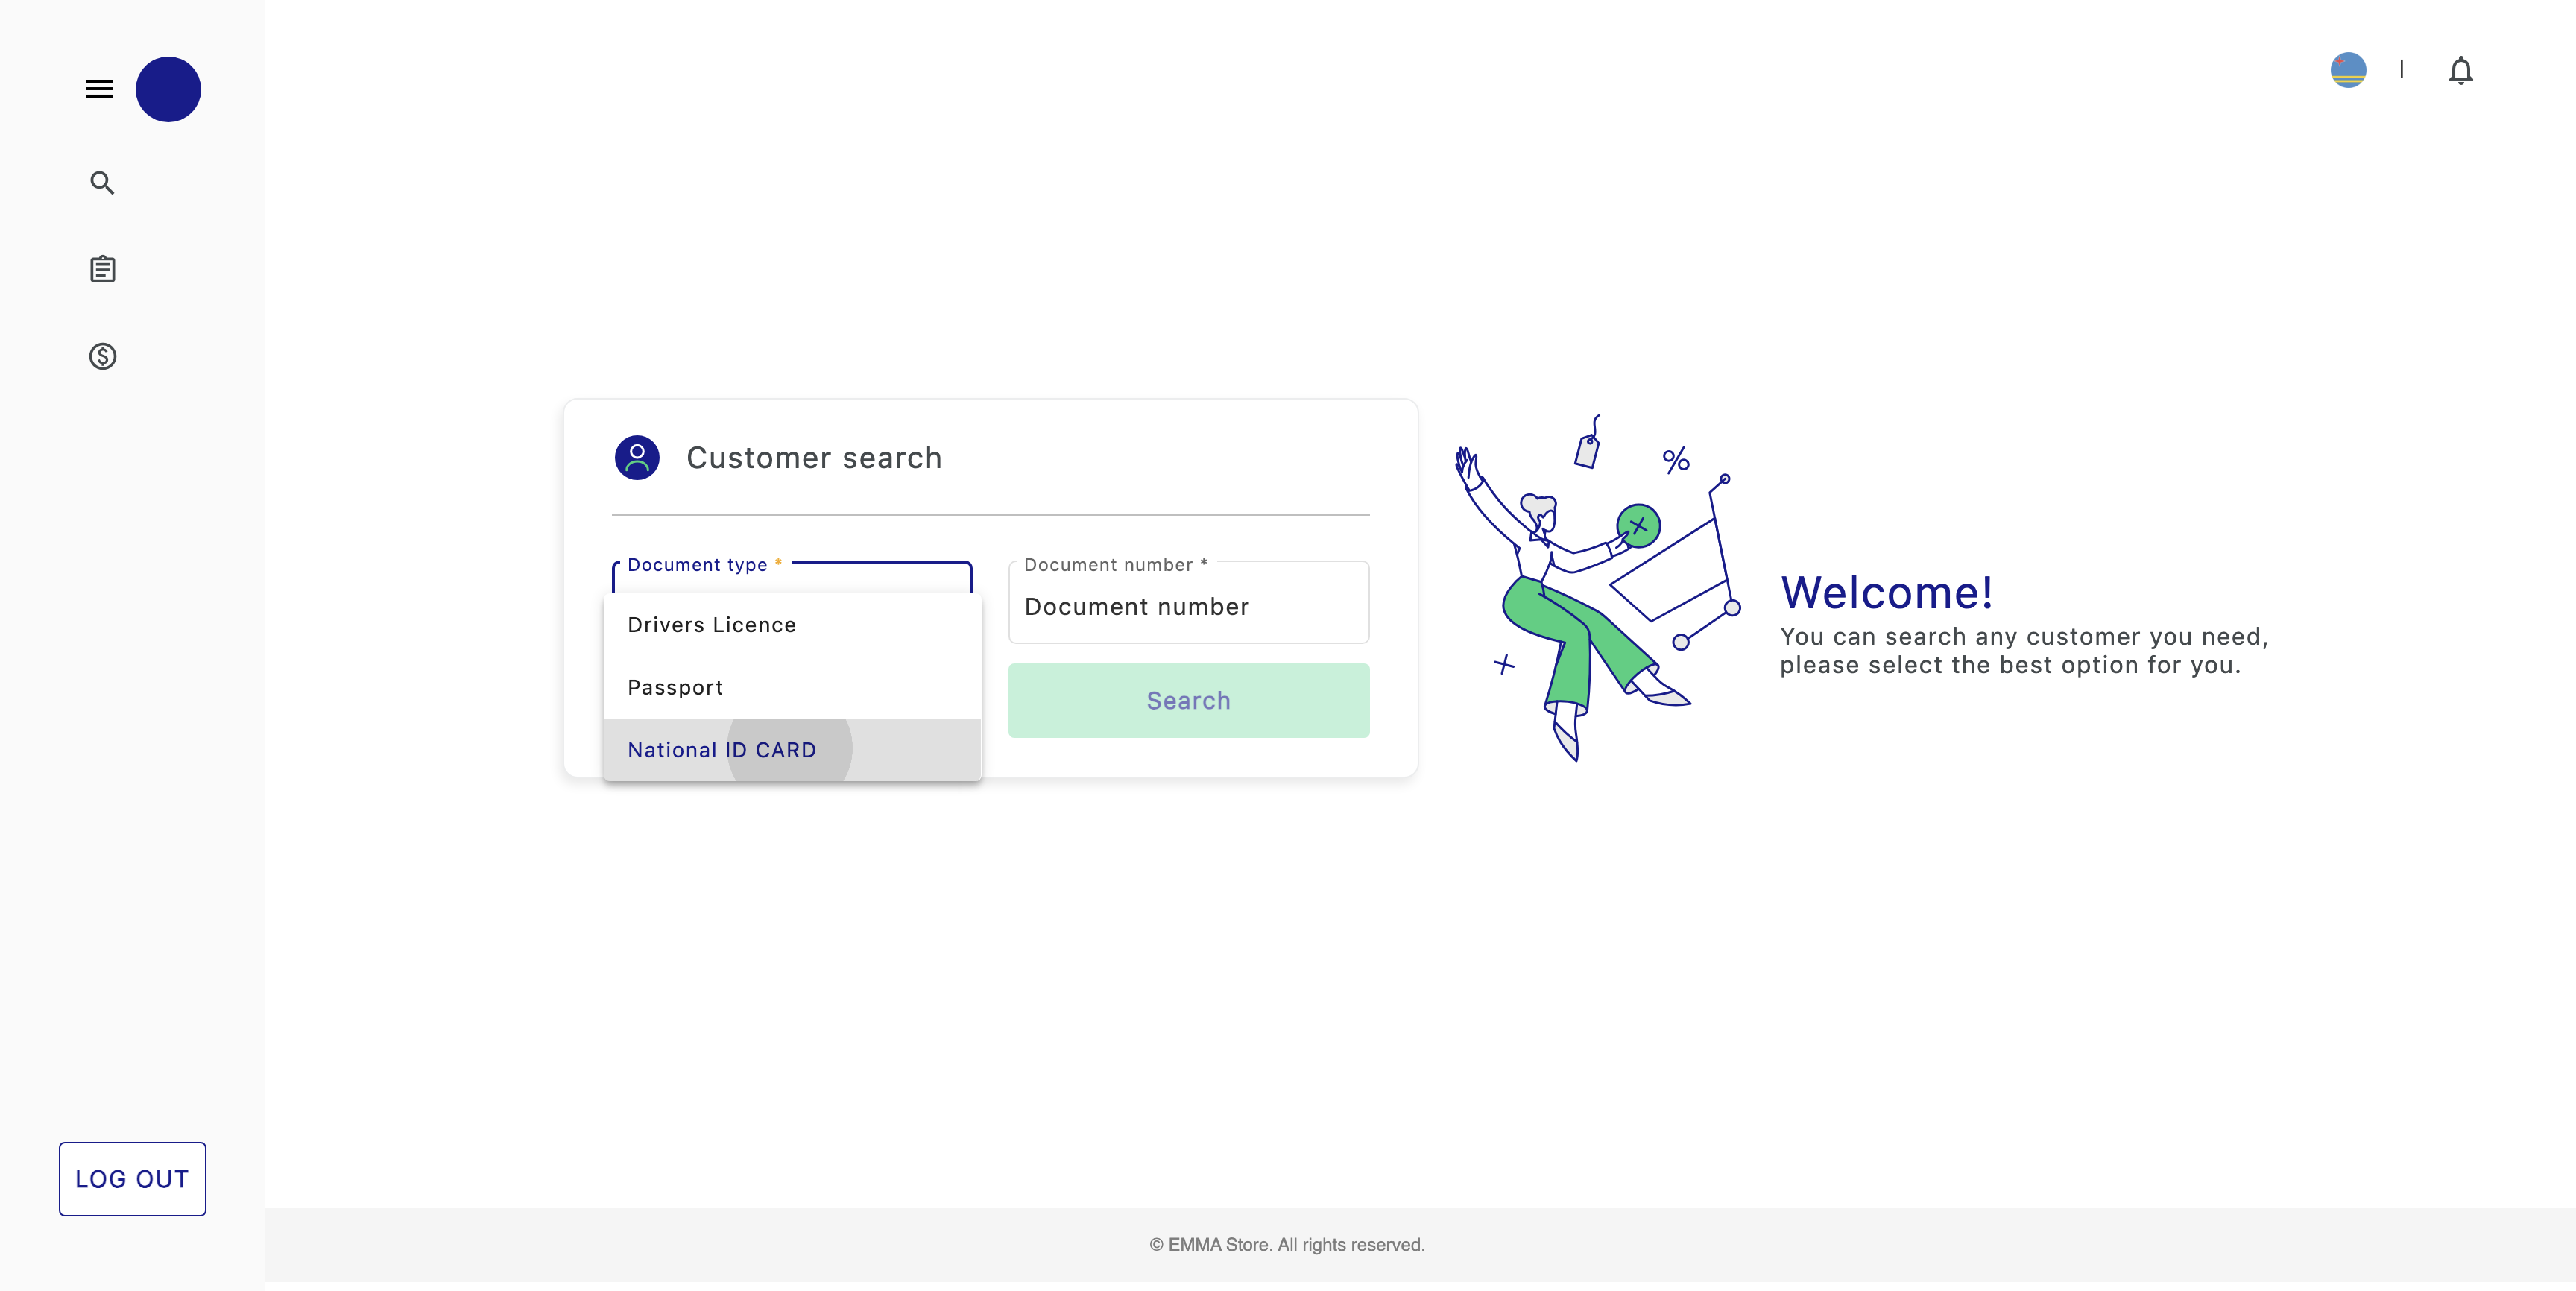 Customer search
Document type *
Document number *
Document number
Drivers Licence
Passport
National ID CARD
Search
Welcome!
You can search any customer you need,
please select the best option for you.
LOG OUT
© EMMA Store. All rights reserved.